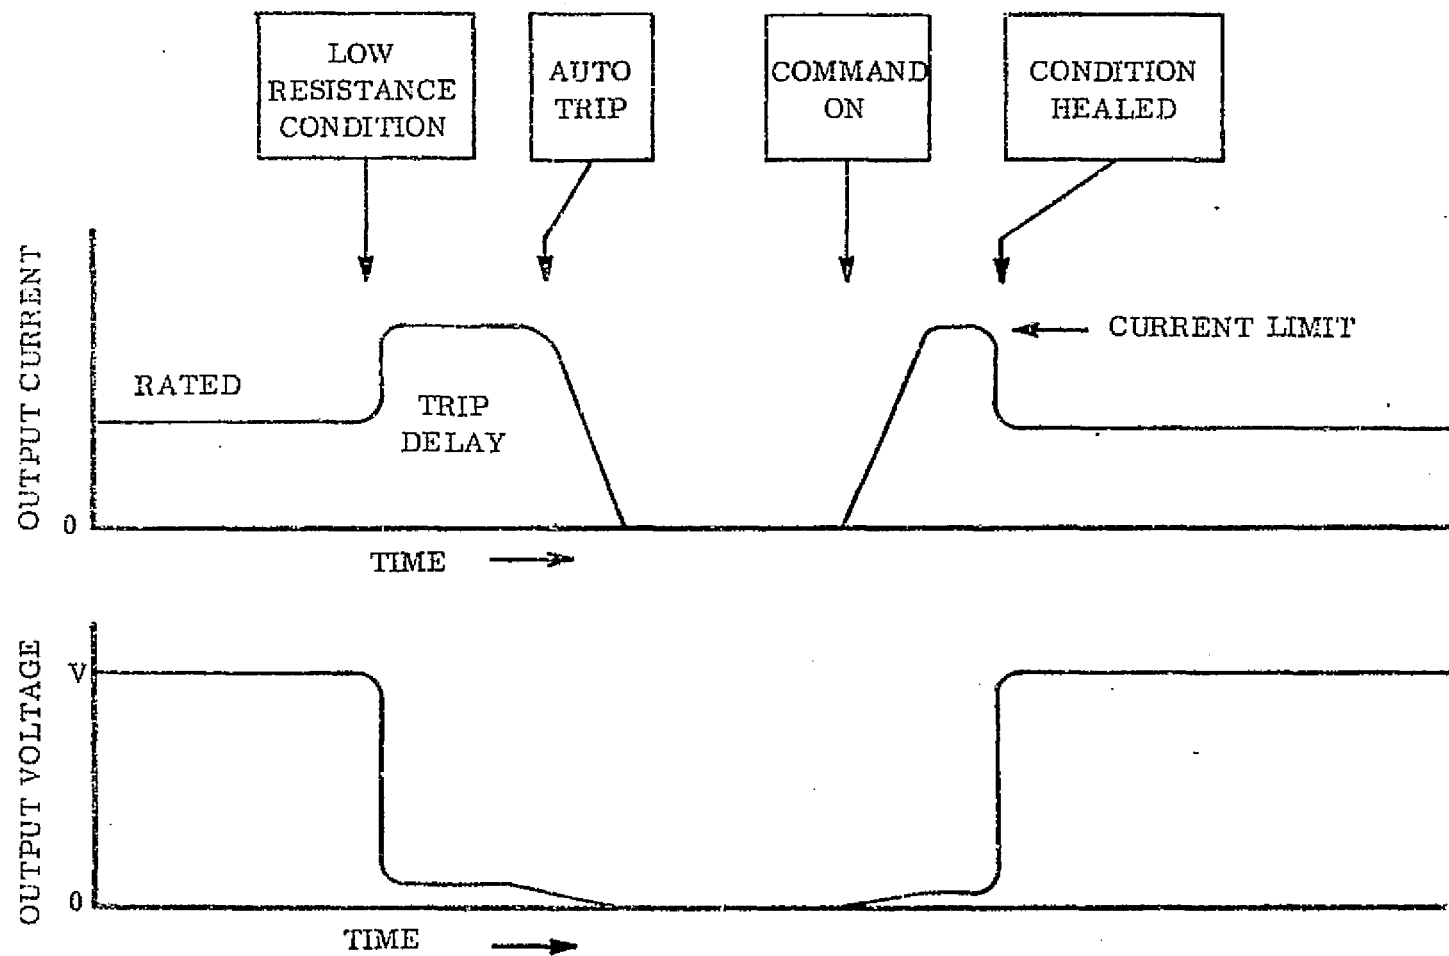 LOW
RESISTANCE
CONDITION
AUTO
TRIP
COMMAND
ON
CONDITION
HEALED
OUTPUT CURRENT
RATED
TRIP
DELAY
CURRENT LIMIT
0
TIME
OUTPUT VOLTAGE
V
0
TIME